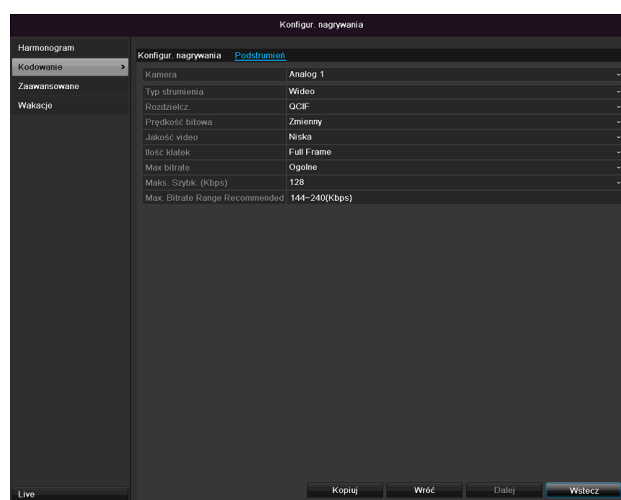 Konfigur. nagrywania
Harmonogram
Kodowanie >
Zaawansowane
Wakacje
Konfigur. nagrywania Podstrumień
Kamera Analog 1
Typ strumienia Wideo
Rozdzielcz. QCIF
Prędkość bitowa Zmienny
Jakość video Niska
Ilość klatek Full Frame
Max bitrate Ogolne
Maks. Szybk. (Kbps) 128
Max. Bitrate Range Recommended 144~240(Kbps)
Live
Kopiuj Wróć Dalej Wstecz